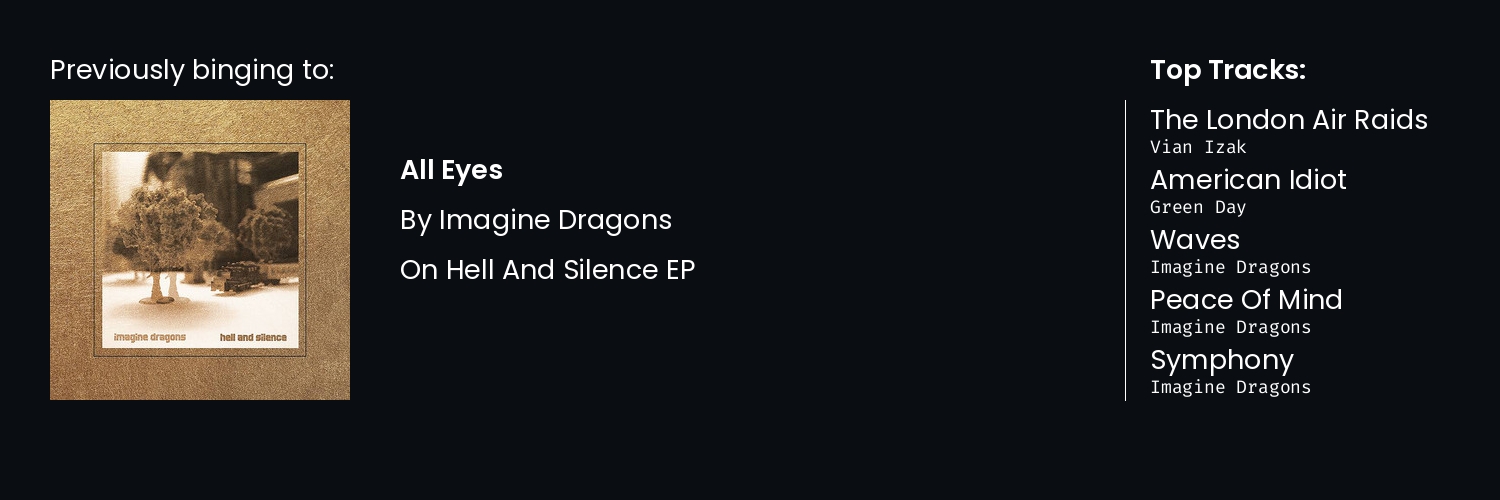 Previously binging to:
imagine dragons
hell and silence
All Eyes
By Imagine Dragons
On Hell And Silence EP
Top Tracks:
The London Air Raids
Vian Izak
American Idiot
Green Day
Waves
Imagine Dragons
Peace Of Mind
Imagine Dragons
Symphony
Imagine Dragons